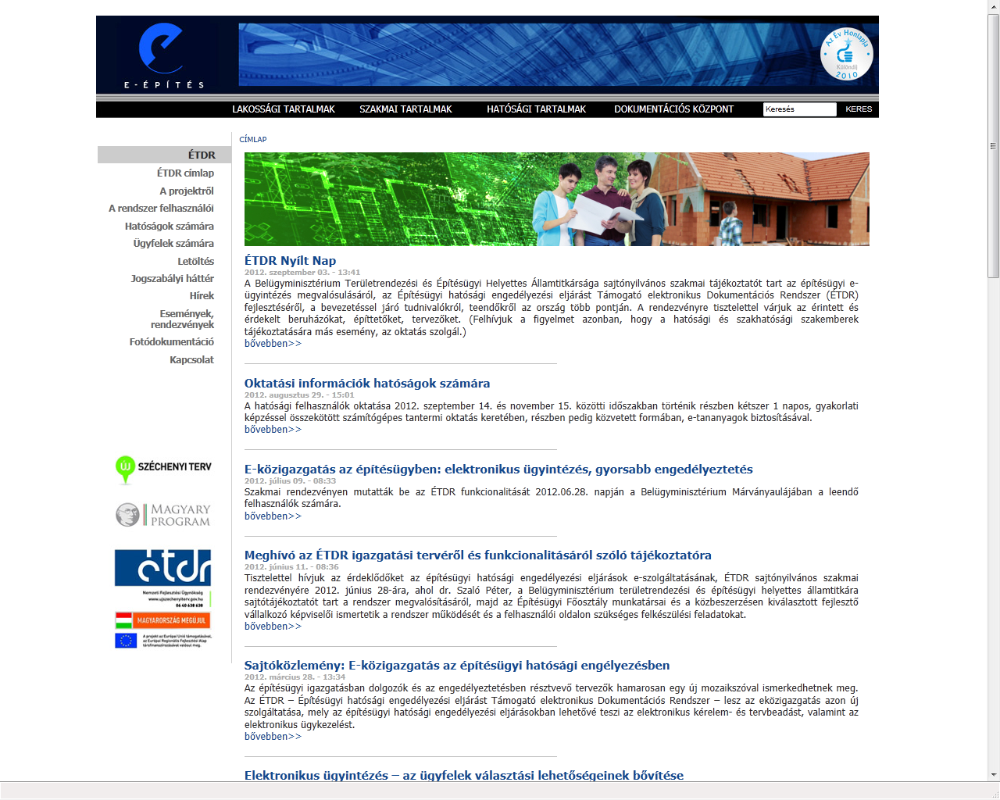 E-ÉPÍTÉS
Az Év Honlapja
Különdíj
2010
LAKOSSÁGI TARTALMAK SZAKMAI TARTALMAK HATÓSÁGI TARTALMAK DOKUMENTÁCIÓS KÖZPONT Keresés KERES
CÍMLAP
ÉTDR
ÉTDR címlap
A projektről
A rendszer felhasználói
Hatóságok számára
Ügyfelek számára
Letöltés
Jogszabályi háttér
Hírek
Események,
rendezvények
Fotódokumentáció
Kapcsolat
ÚJ SZÉCHENYI TERV
MAGYARY
PROGRAM
étdr
Nemzeti Fejlesztési Ügynökség
www.ujszechenyiterv.gov.hu
06 40 638 638
MAGYARORSZÁG MEGÚJUL
A projekt az Európai Unió támogatásával,
az Európai Regionális Fejlesztési Alap
társfinanszírozásával valósul meg.
ÉTDR Nyílt Nap
2012. szeptember 03. - 13:41
A Belügyminisztérium Területrendezési és Építésügyi Helyettes Államtitkársága sajtónyilvános szakmai tájékoztatót tart az építésügyi e-
ügyintézés megvalósulásáról, az Építésügyi hatósági engedélyezési eljárást Támogató elektronikus Dokumentációs Rendszer (ÉTDR)
fejlesztéséről, a bevezetéssel járó tudnivalókról, teendőkről az ország több pontján. A rendezvényre tisztelettel várjuk az érintett és
érdekelt beruházókat, építtetőket, tervezőket. (Felhívjuk a figyelmet azonban, hogy a hatósági és szakhatósági szakemberek
tájékoztatására más esemény, az oktatás szolgál.)
bővebben>>
Oktatási információk hatóságok számára
2012. augusztus 29. - 15:01
A hatósági felhasználók oktatása 2012. szeptember 14. és november 15. közötti időszakban történik részben kétszer 1 napos, gyakorlati
képzéssel összekötött számítógépes tantermi oktatás keretében, részben pedig közvetett formában, e-tananyagok biztosításával.
bővebben>>
E-közigazgatás az építésügyben: elektronikus ügyintézés, gyorsabb engedélyeztetés
2012. július 09. - 08:33
Szakmai rendezvényen mutatták be az ÉTDR funkcionalitását 2012.06.28. napján a Belügyminisztérium Márványaulájában a leendő
felhasználók számára.
bővebben>>
Meghívó az ÉTDR igazgatási tervéről és funkcionalitásáról szóló tájékoztatóra
2012. június 11. - 08:36
Tisztelettel hívjuk az érdeklődőket az építésügyi hatósági engedélyezési eljárások e-szolgáltatásának, ÉTDR sajtónyilvános szakmai
rendezvényére 2012. június 28-ára, ahol dr. Szaló Péter, a Belügyminisztérium területrendezési és építésügyi helyettes államtitkára
sajtótájékoztatót tart a rendszer megvalósításáról, majd az Építésügyi Főosztály munkatársai és a közbeszerzésen kiválasztott fejlesztő
vállalkozó képviselői ismertetik a rendszer működését és a felhasználói oldalon szükséges felkészülési feladatokat.
bővebben>>
Sajtóközlemény: E-közigazgatás az építésügyi hatósági engélyezésben
2012. március 28. - 13:34
Az építésügyi igazgatásban dolgozók és az engedélyeztetésben résztvevő tervezők hamarosan egy új mozaikszóval ismerkedhetnek meg.
Az ÉTDR – Építésügyi hatósági engedélyezési eljárást Támogató elektronikus Dokumentációs Rendszer – lesz az eközigazgatás azon új
szolgáltatása, mely az építésügyi hatósági engedélyezési eljárásokban lehetővé teszi az elektronikus kérelem- és tervbeadást, valamint az
elektronikus ügykezelést.
bővebben>>
Elektronikus ügyintézés – az ügyfelek választási lehetőségeinek bővítése